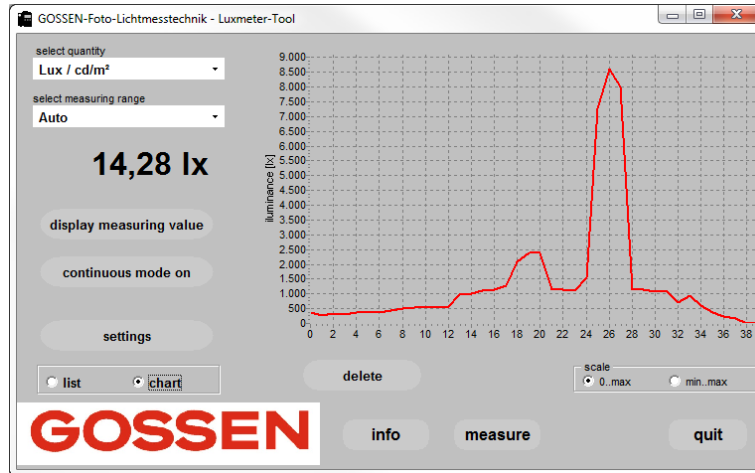 GOSSEN-Foto-Lichtmesstechnik - Luxmeter-Tool
select quantity
Lux / cd/m²
select measuring range
Auto
14,28 lx
display measuring value
continuous mode on
settings
list
chart
iluminance [lx]
9.000
8.500
8.000
7.500
7.000
6.500
6.000
5.500
5.000
4.500
4.000
3.500
3.000
2.500
2.000
1.500
1.000
500
0
0 2 4 6 8 10 12 14 16 18 20 22 24 26 28 30 32 34 36 38
delete
scale
0..max
min..max
GOSSEN
info
measure
quit